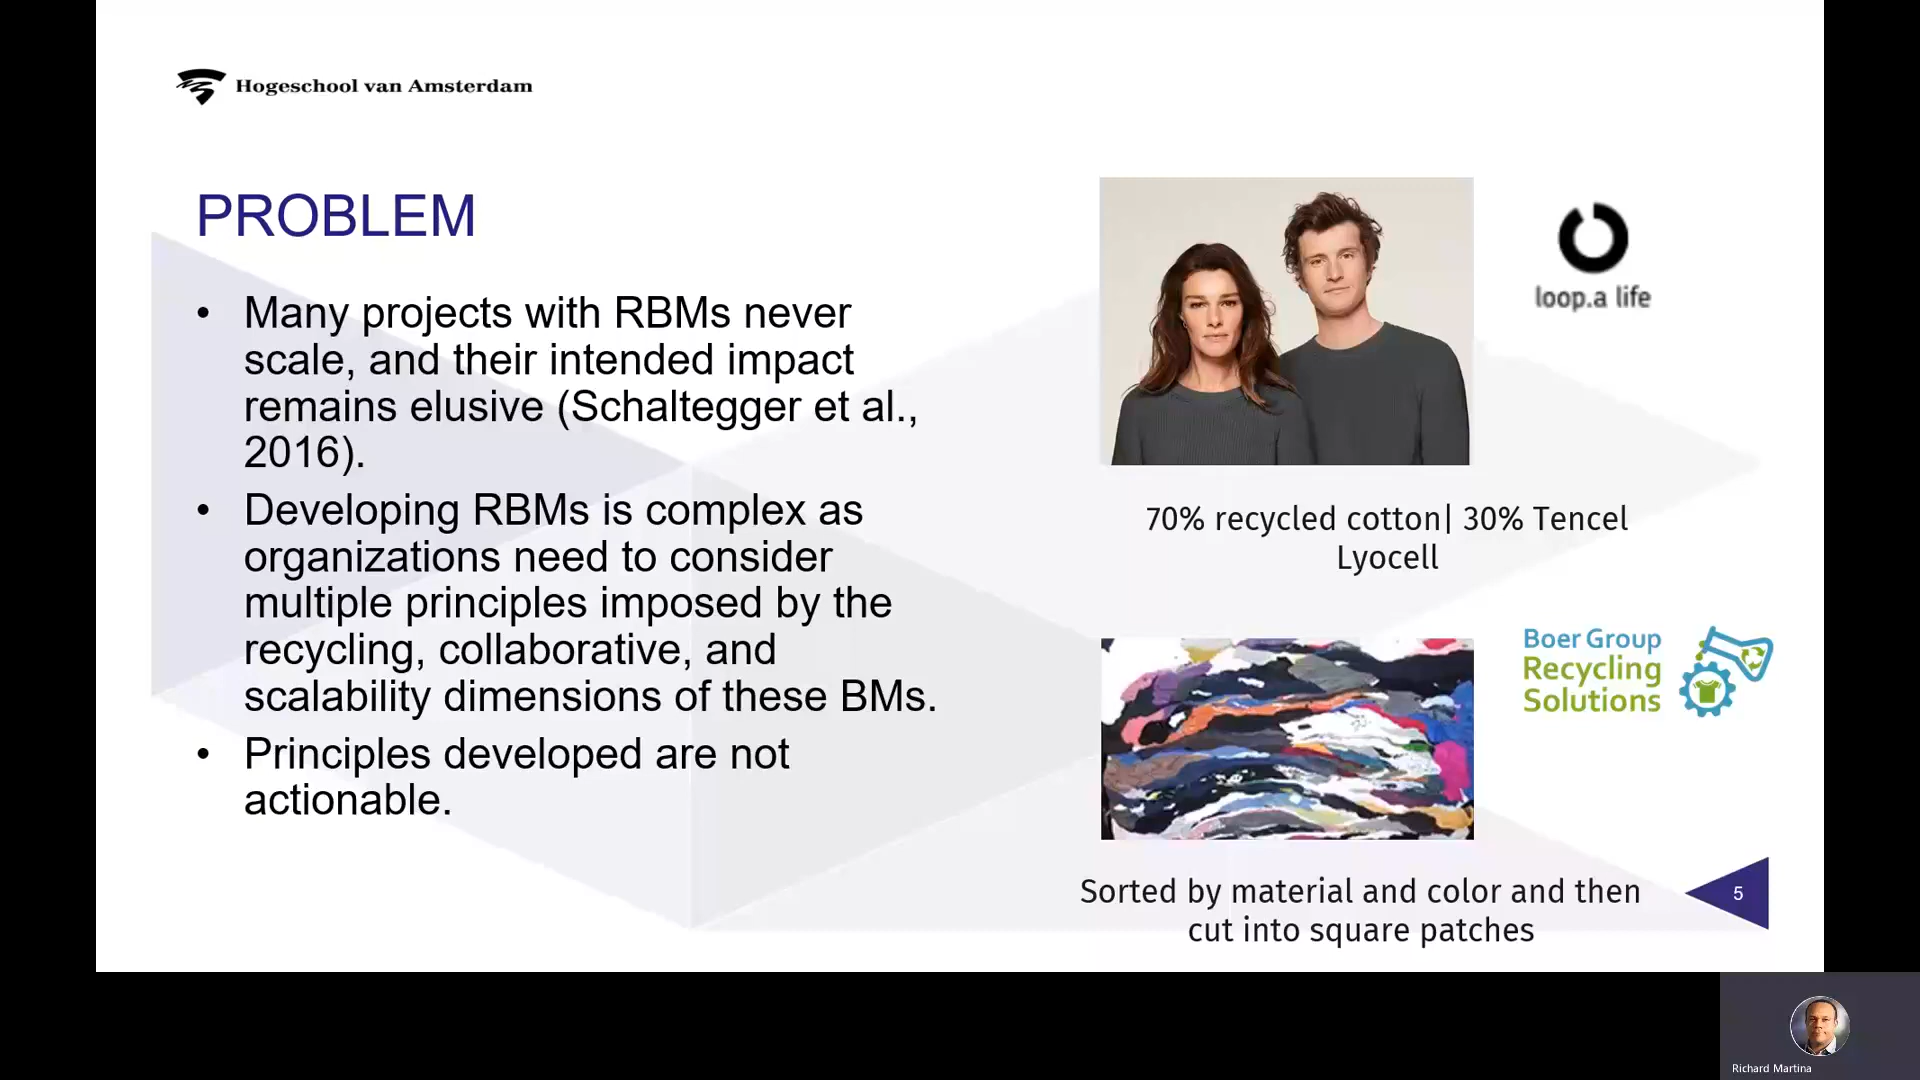 Hogeschool van Amsterdam
PROBLEM
• Many projects with RBMs never
scale, and their intended impact
remains elusive (Schaltegger et al.,
2016).
• Developing RBMs is complex as
organizations need to consider
multiple principles imposed by the
recycling, collaborative, and
scalability dimensions of these BMs.
• Principles developed are not
actionable.
loop.a life
70% recycled cotton| 30% Tencel
Lyocell
Boer Group
Recycling
Solutions
Sorted by material and color and then
cut into square patches
5
Richard Martina